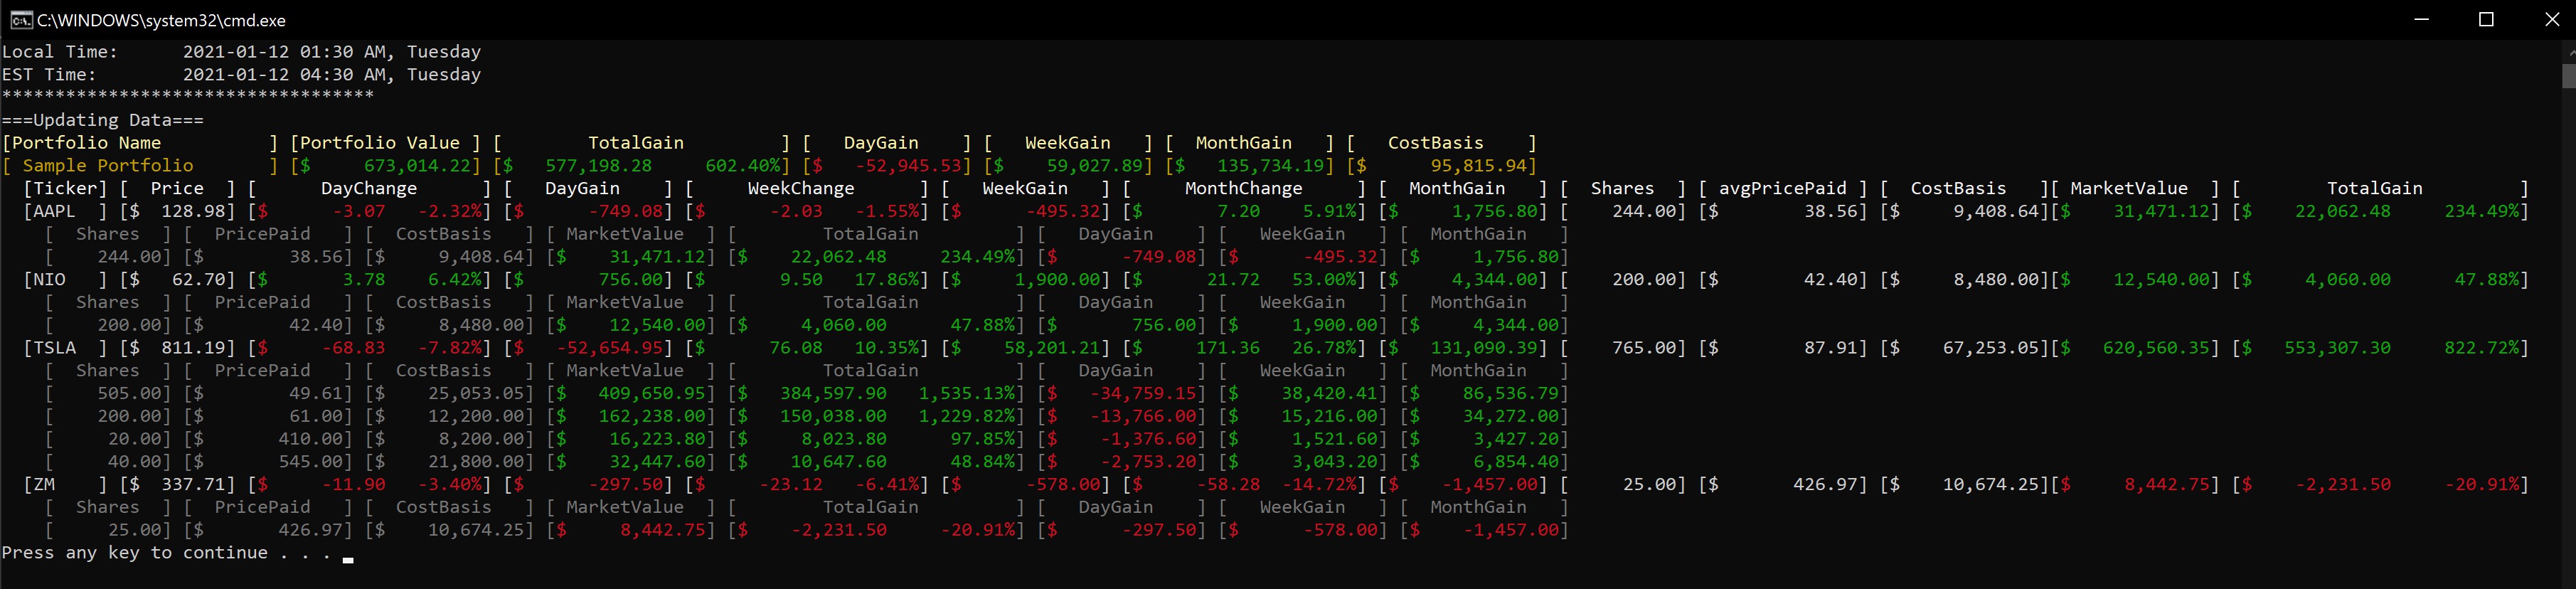 C:\WINDOWS\system32\cmd.exe
Local Time:      2021-01-12 01:30 AM, Tuesday
EST Time:        2021-01-12 04:30 AM, Tuesday
***********************************
===Updating Data===
[Portfolio Name          ] [Portfolio Value ] [        TotalGain         ] [   DayGain    ] [   WeekGain   ] [  MonthGain   ] [   CostBasis    ]
[ Sample Portfolio       ] [$     673,014.22] [$   577,198.28     602.40%] [$   -52,945.53] [$    59,027.89] [$   135,734.19] [$      95,815.94]
[Ticker] [  Price  ] [      DayChange      ] [   DayGain    ] [     WeekChange      ] [   WeekGain   ] [     MonthChange     ] [  MonthGain   ] [  Shares  ] [ avgPricePaid ] [  CostBasis   ][ MarketValue  ] [        TotalGain         ]
[AAPL  ] [$  128.98] [$      -3.07   -2.32%] [$      -749.08] [$      -2.03   -1.55%] [$      -495.32] [$       7.20    5.91%] [$     1,756.80] [    244.00] [$        38.56] [$     9,408.64][$   31,471.12] [$    22,062.48     234.49%]
[  Shares  ] [  PricePaid   ] [  CostBasis   ] [ MarketValue  ] [        TotalGain         ] [   DayGain    ] [   WeekGain   ] [  MonthGain   ]
[    244.00] [$        38.56] [$     9,408.64] [$    31,471.12] [$    22,062.48     234.49%] [$      -749.08] [$      -495.32] [$     1,756.80]
[NIO   ] [$   62.70] [$       3.78    6.42%] [$       756.00] [$       9.50   17.86%] [$     1,900.00] [$      21.72   53.00%] [$     4,344.00] [    200.00] [$        42.40] [$     8,480.00][$   12,540.00] [$     4,060.00      47.88%]
[  Shares  ] [  PricePaid   ] [  CostBasis   ] [ MarketValue  ] [        TotalGain         ] [   DayGain    ] [   WeekGain   ] [  MonthGain   ]
[    200.00] [$        42.40] [$     8,480.00] [$    12,540.00] [$     4,060.00      47.88%] [$       756.00] [$     1,900.00] [$     4,344.00]
[TSLA  ] [$  811.19] [$     -68.83   -7.82%] [$   -52,654.95] [$      76.08   10.35%] [$    58,201.21] [$     171.36   26.78%] [$   131,090.39] [    765.00] [$        87.91] [$    67,253.05][$  620,560.35] [$   553,307.30     822.72%]
[  Shares  ] [  PricePaid   ] [  CostBasis   ] [ MarketValue  ] [        TotalGain         ] [   DayGain    ] [   WeekGain   ] [  MonthGain   ]
[    505.00] [$        49.61] [$    25,053.05] [$   409,650.95] [$   384,597.90   1,535.13%] [$   -34,759.15] [$    38,420.41] [$    86,536.79]
[    200.00] [$        61.00] [$    12,200.00] [$   162,238.00] [$   150,038.00   1,229.82%] [$   -13,766.00] [$    15,216.00] [$    34,272.00]
[     20.00] [$       410.00] [$     8,200.00] [$    16,223.80] [$     8,023.80      97.85%] [$    -1,376.60] [$     1,521.60] [$     3,427.20]
[     40.00] [$       545.00] [$    21,800.00] [$    32,447.60] [$    10,647.60      48.84%] [$    -2,753.20] [$     3,043.20] [$     6,854.40]
[ZM    ] [$  337.71] [$     -11.90   -3.40%] [$      -297.50] [$     -23.12   -6.41%] [$      -578.00] [$     -58.28  -14.72%] [$    -1,457.00] [     25.00] [$       426.97] [$    10,674.25][$    8,442.75] [$    -2,231.50     -20.91%]
[  Shares  ] [  PricePaid   ] [  CostBasis   ] [ MarketValue  ] [        TotalGain         ] [   DayGain    ] [   WeekGain   ] [  MonthGain   ]
[     25.00] [$       426.97] [$    10,674.25] [$     8,442.75] [$    -2,231.50     -20.91%] [$      -297.50] [$      -578.00] [$    -1,457.00]
Press any key to continue . . .